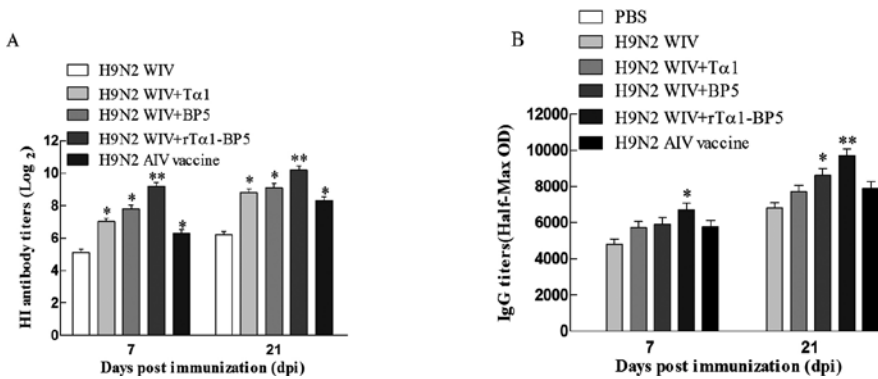 A
H9N2 WIV
H9N2 WIV+Tα1
H9N2 WIV+BP5
H9N2 WIV+rTα1-BP5
H9N2 AIV vaccine
HI antibody titers (Log 2)
12
10
8
6
4
2
0
* * ** *
* * ** *
7 21
Days post immunization (dpi)
B
PBS
H9N2 WIV
H9N2 WIV+Tα1
H9N2 WIV+BP5
H9N2 WIV+rTα1-BP5
H9N2 AIV vaccine
IgG titers(Half-Max OD)
12000
10000
8000
6000
4000
2000
0
*
* **
7 21
Days post immunization (dpi)